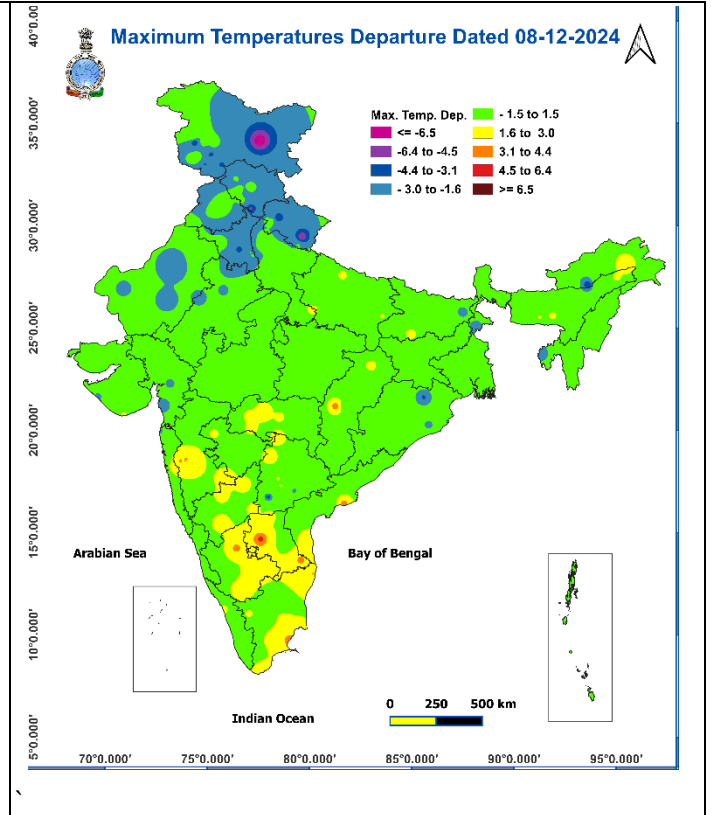 Maximum Temperatures Departure Dated 08-12-2024
Max. Temp. Dep.
<= -6.5
-6.4 to -4.5
-4.4 to -3.1
- 3.0 to -1.6
- 1.5 to 1.5
1.6 to 3.0
3.1 to 4.4
4.5 to 6.4
>= 6.5
40°0.000'
35°0.000'
30°0.000'
25°0.000'
20°0.000'
15°0.000'
10°0.000'
5°0.000'
Arabian Sea
Bay of Bengal
Indian Ocean
0 250 500 km
70°0.000' 75°0.000' 80°0.000' 85°0.000' 90°0.000' 95°0.000'
`